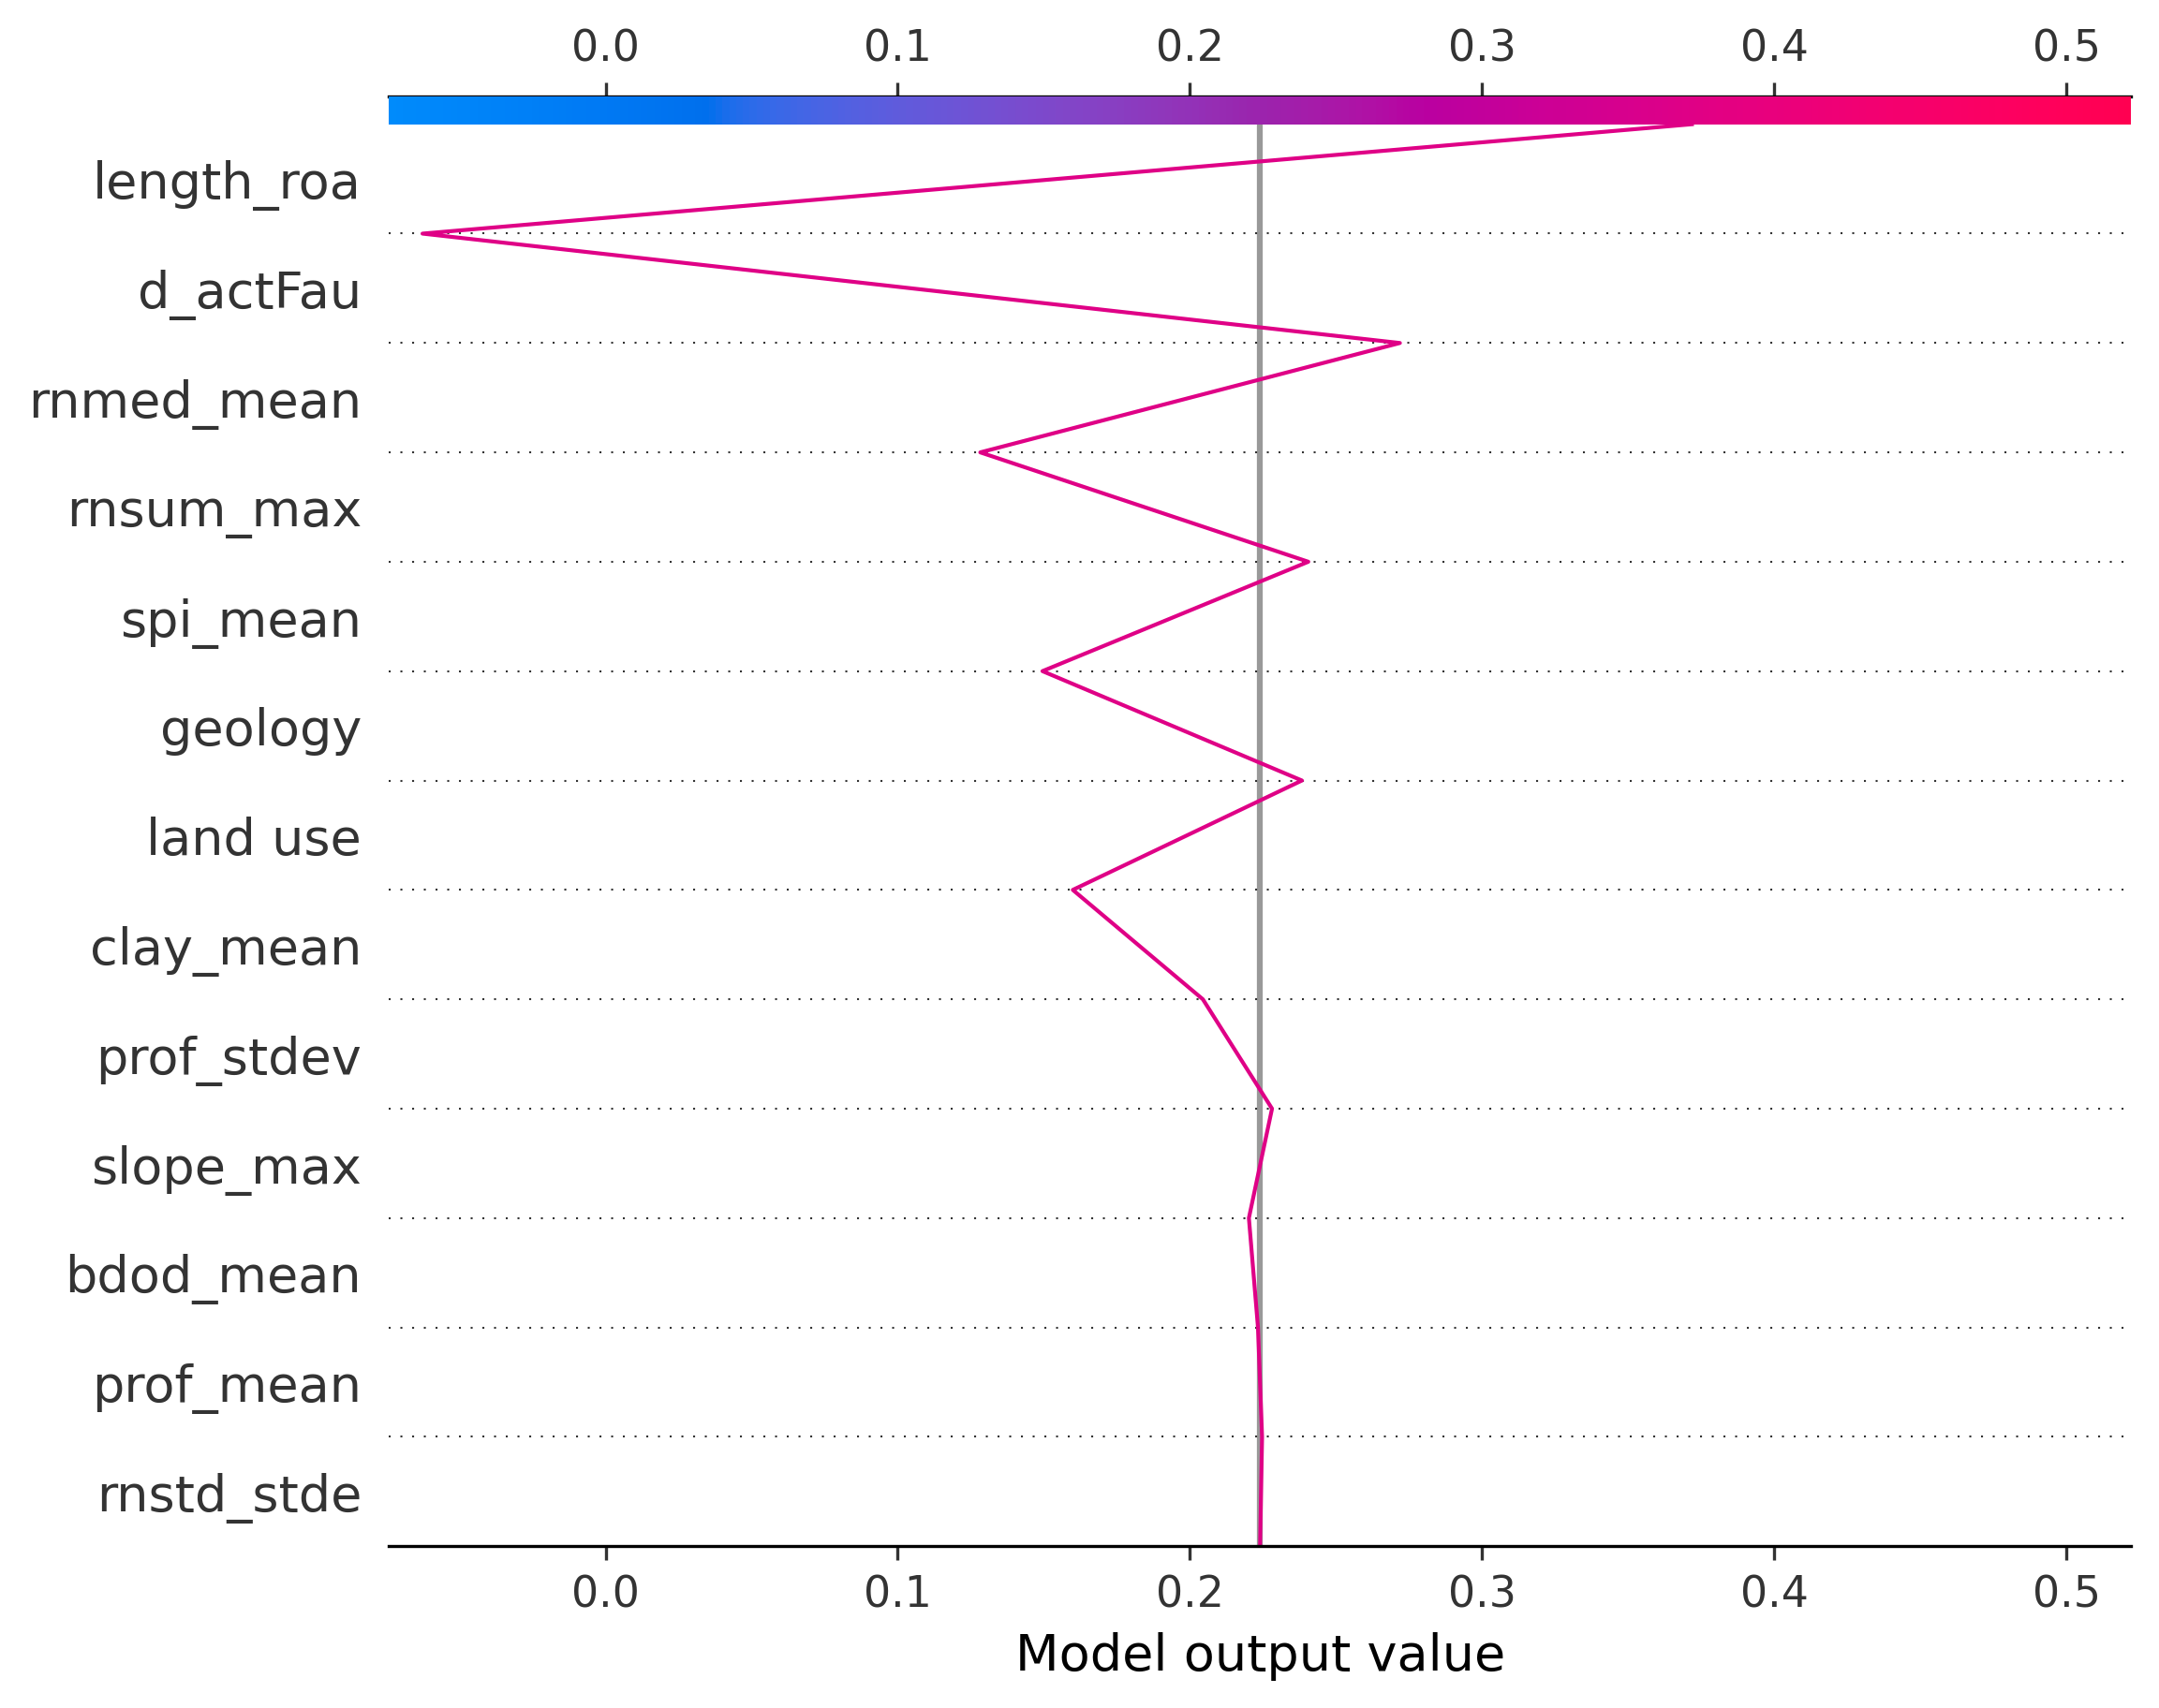 0.0 0.1 0.2 0.3 0.4 0.5
length_roa
d_actFau
rnmed_mean
rnsum_max
spi_mean
geology
land use
clay_mean
prof_stdev
slope_max
bdod_mean
prof_mean
rnstd_stde
0.0 0.1 0.2 0.3 0.4 0.5
Model output value